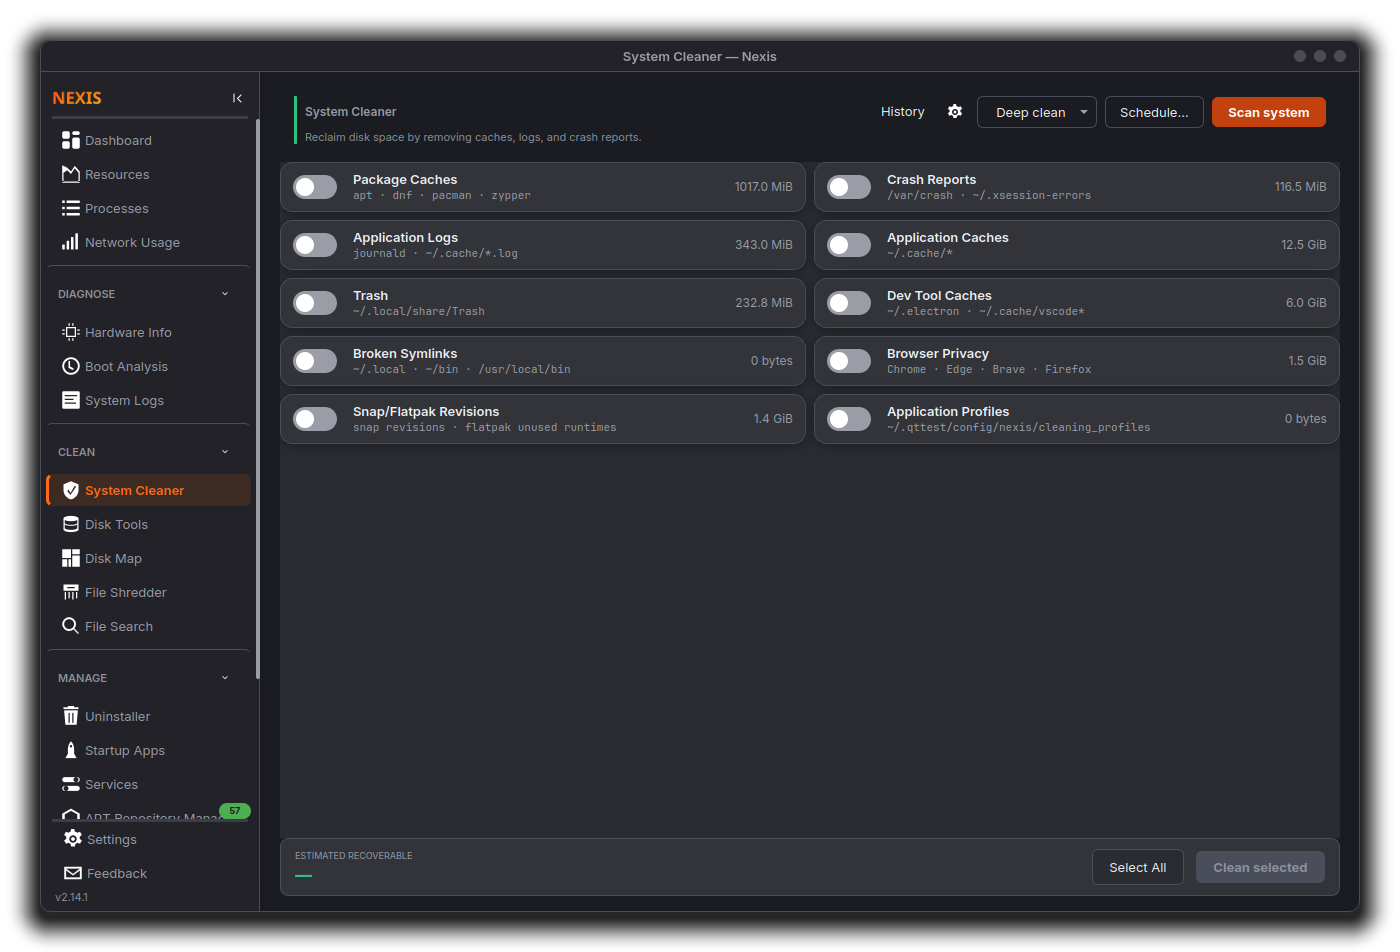 System Cleaner — Nexis
NEXIS
Dashboard
Resources
Processes
Network Usage
DIAGNOSE
Hardware Info
Boot Analysis
System Logs
CLEAN
System Cleaner
Disk Tools
Disk Map
File Shredder
File Search
MANAGE
Uninstaller
Startup Apps
Services
APT Repository Mana
57
Settings
Feedback
v2.14.1
System Cleaner
Reclaim disk space by removing caches, logs, and crash reports.
History
Deep clean
Schedule...
Scan system
Package Caches
apt · dnf · pacman · zypper
1017.0 MiB
Crash Reports
/var/crash · ~/.xsession-errors
116.5 MiB
Application Logs
journald · ~/.cache/*.log
343.0 MiB
Application Caches
~/.cache/*
12.5 GiB
Trash
~/.local/share/Trash
232.8 MiB
Dev Tool Caches
~/.electron · ~/.cache/vscode*
6.0 GiB
Broken Symlinks
~/.local · ~/bin · /usr/local/bin
0 bytes
Browser Privacy
Chrome · Edge · Brave · Firefox
1.5 GiB
Snap/Flatpak Revisions
snap revisions · flatpak unused runtimes
1.4 GiB
Application Profiles
~/.qttest/config/nexis/cleaning_profiles
0 bytes
ESTIMATED RECOVERABLE
—
Select All
Clean selected